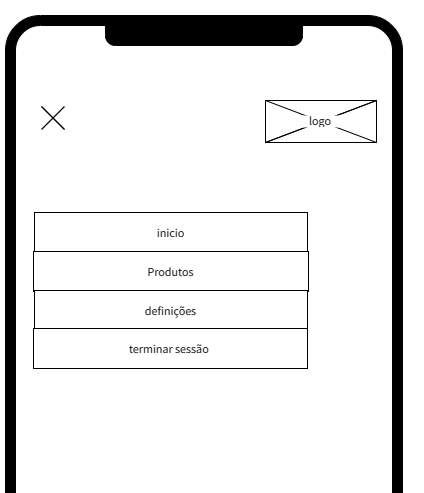 logo
inicio
Produtos
definições
terminar sessão